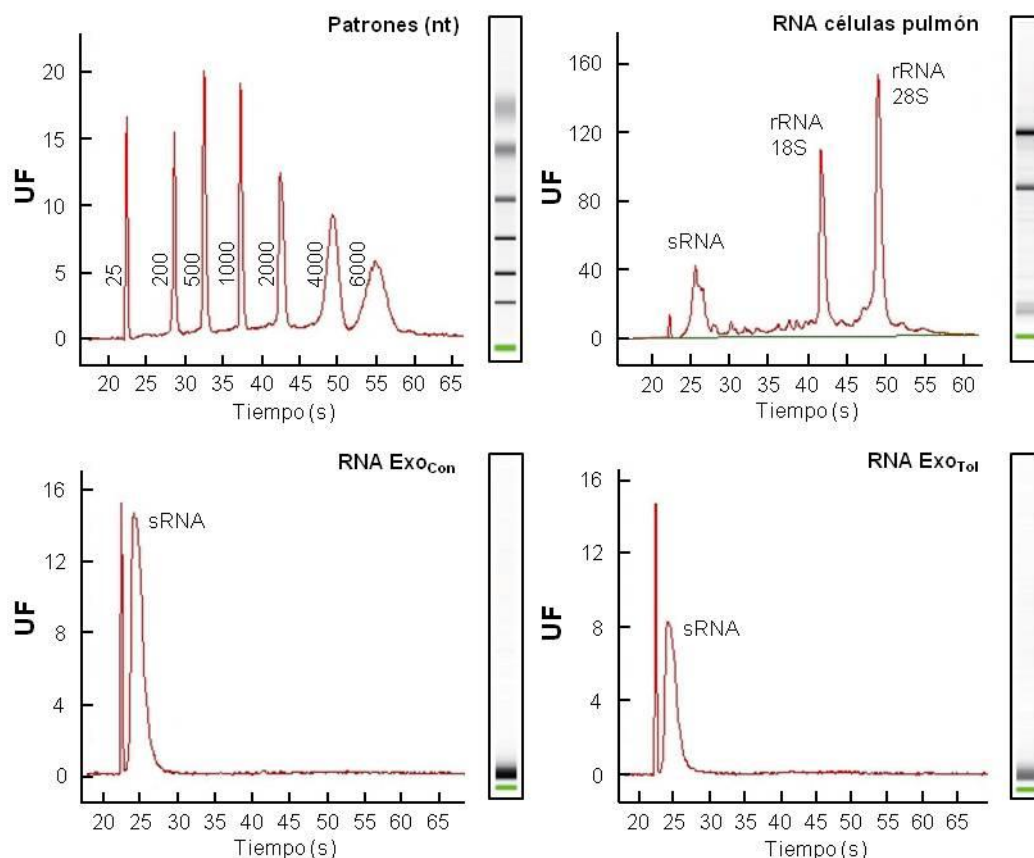 Patrones (nt)
20
15
10
5
0
UF
25
200
500
1000
2000
4000
6000
20 25 30 35 40 45 50 55 60 65
Tiempo (s)
RNA células pulmón
160
120
80
40
0
UF
sRNA
rRNA
18S
rRNA
28S
20 25 30 35 40 45 50 55 60
Tiempo (s)
RNA ExoCon
16
12
8
4
0
UF
sRNA
20 25 30 35 40 45 50 55 60 65
Tiempo (s)
RNA ExoTol
16
12
8
4
0
UF
sRNA
20 25 30 35 40 45 50 55 60 65
Tiempo (s)